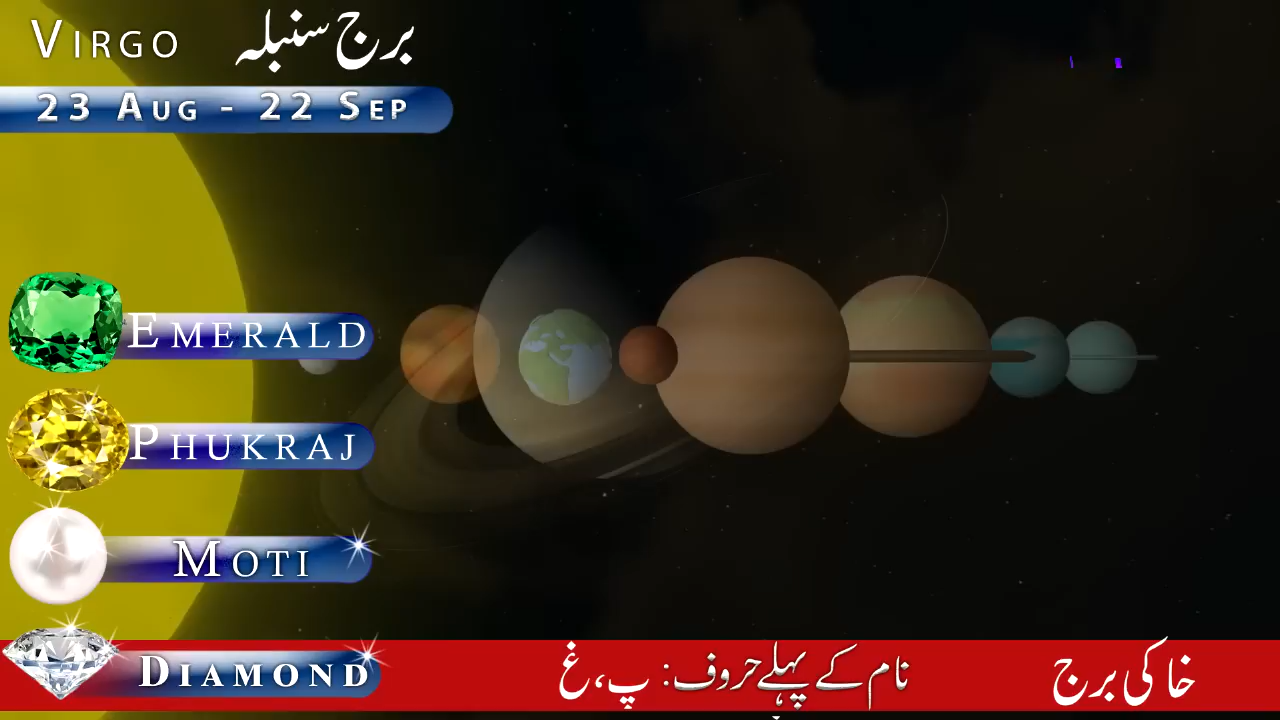 Virgo برج سنبلہ
23 Aug - 22 Sep
Emerald
Phukraj
Moti
Diamond
نام کے پہلے حروف: پ، غ
خاکی برج